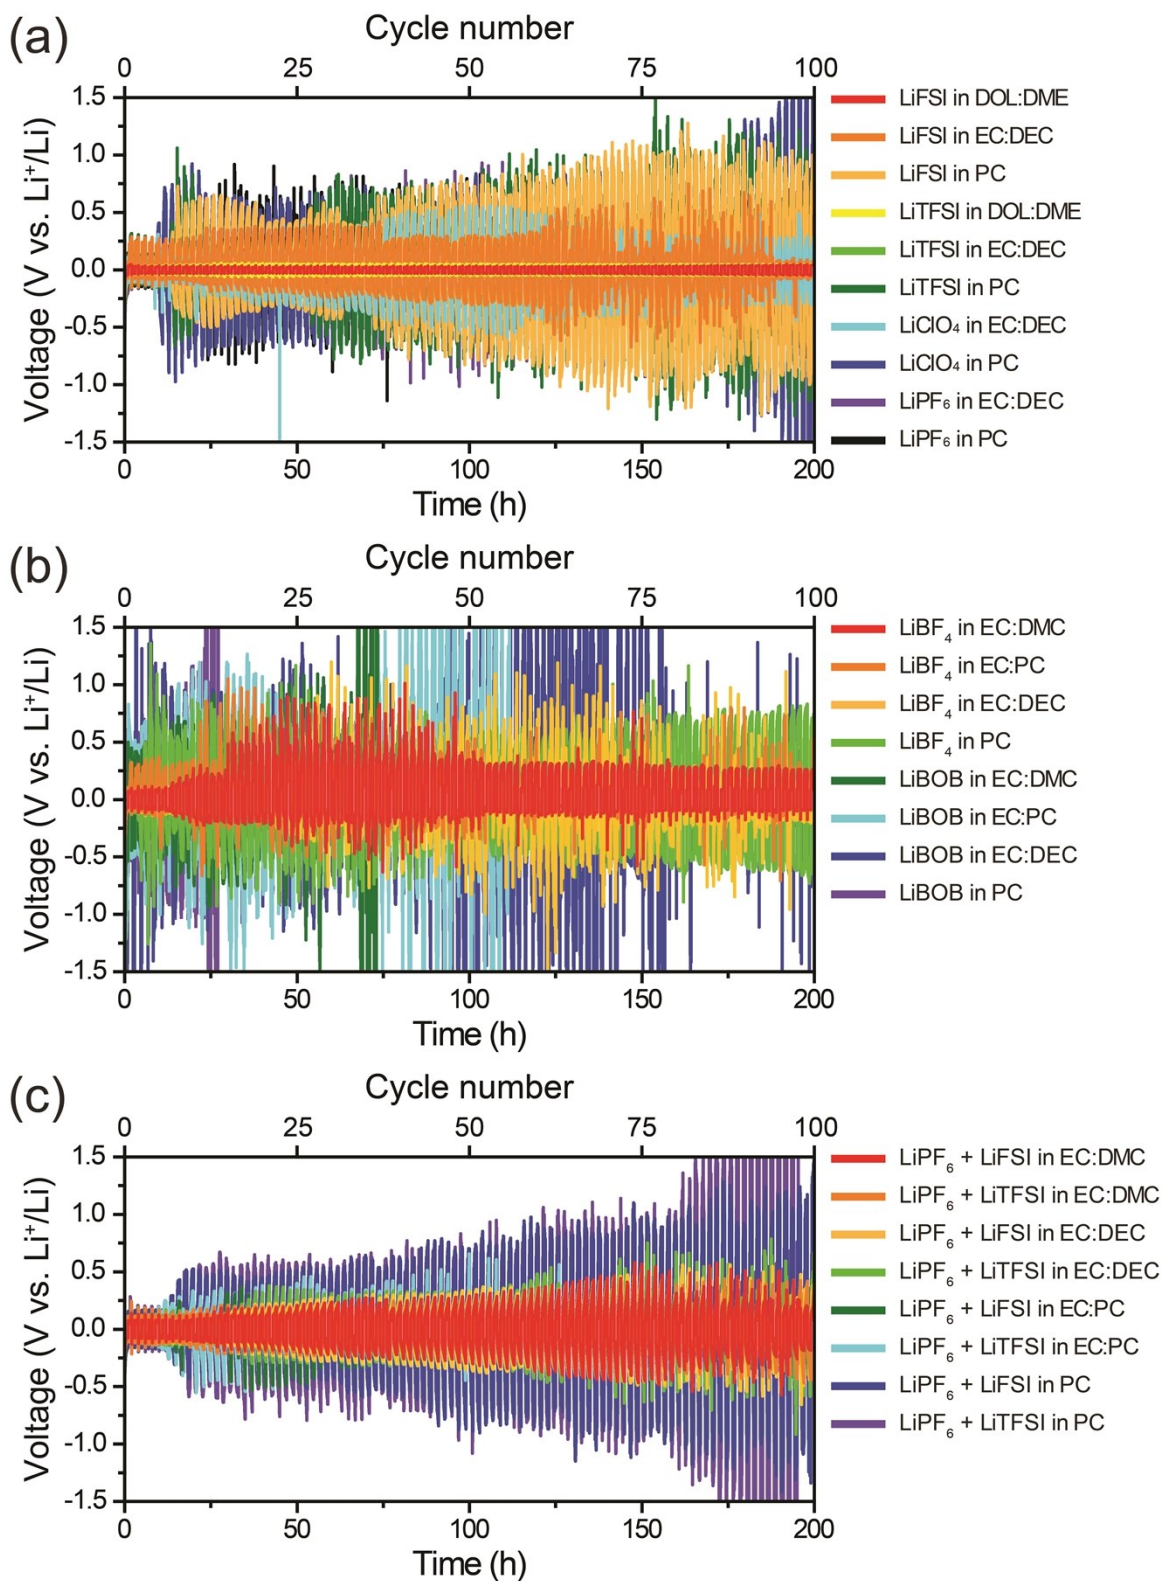 (a)
Cycle number
0 25 50 75 100
1.5
1.0
0.5
0.0
-0.5
-1.0
-1.5
Voltage (V vs. Li⁺/Li)
0 50 100 150 200
Time (h)
LiFSI in DOL:DME
LiFSI in EC:DEC
LiFSI in PC
LiTFSI in DOL:DME
LiTFSI in EC:DEC
LiTFSI in PC
LiClO₄ in EC:DEC
LiClO₄ in PC
LiPF₆ in EC:DEC
LiPF₆ in PC
(b)
Cycle number
0 25 50 75 100
1.5
1.0
0.5
0.0
-0.5
-1.0
-1.5
Voltage (V vs. Li⁺/Li)
0 50 100 150 200
Time (h)
LiBF₄ in EC:DMC
LiBF₄ in EC:PC
LiBF₄ in EC:DEC
LiBF₄ in PC
LiBOB in EC:DMC
LiBOB in EC:PC
LiBOB in EC:DEC
LiBOB in PC
(c)
Cycle number
0 25 50 75 100
1.5
1.0
0.5
0.0
-0.5
-1.0
-1.5
Voltage (V vs. Li⁺/Li)
0 50 100 150 200
Time (h)
LiPF₆ + LiFSI in EC:DMC
LiPF₆ + LiTFSI in EC:DMC
LiPF₆ + LiFSI in EC:DEC
LiPF₆ + LiTFSI in EC:DEC
LiPF₆ + LiFSI in EC:PC
LiPF₆ + LiTFSI in EC:PC
LiPF₆ + LiFSI in PC
LiPF₆ + LiTFSI in PC